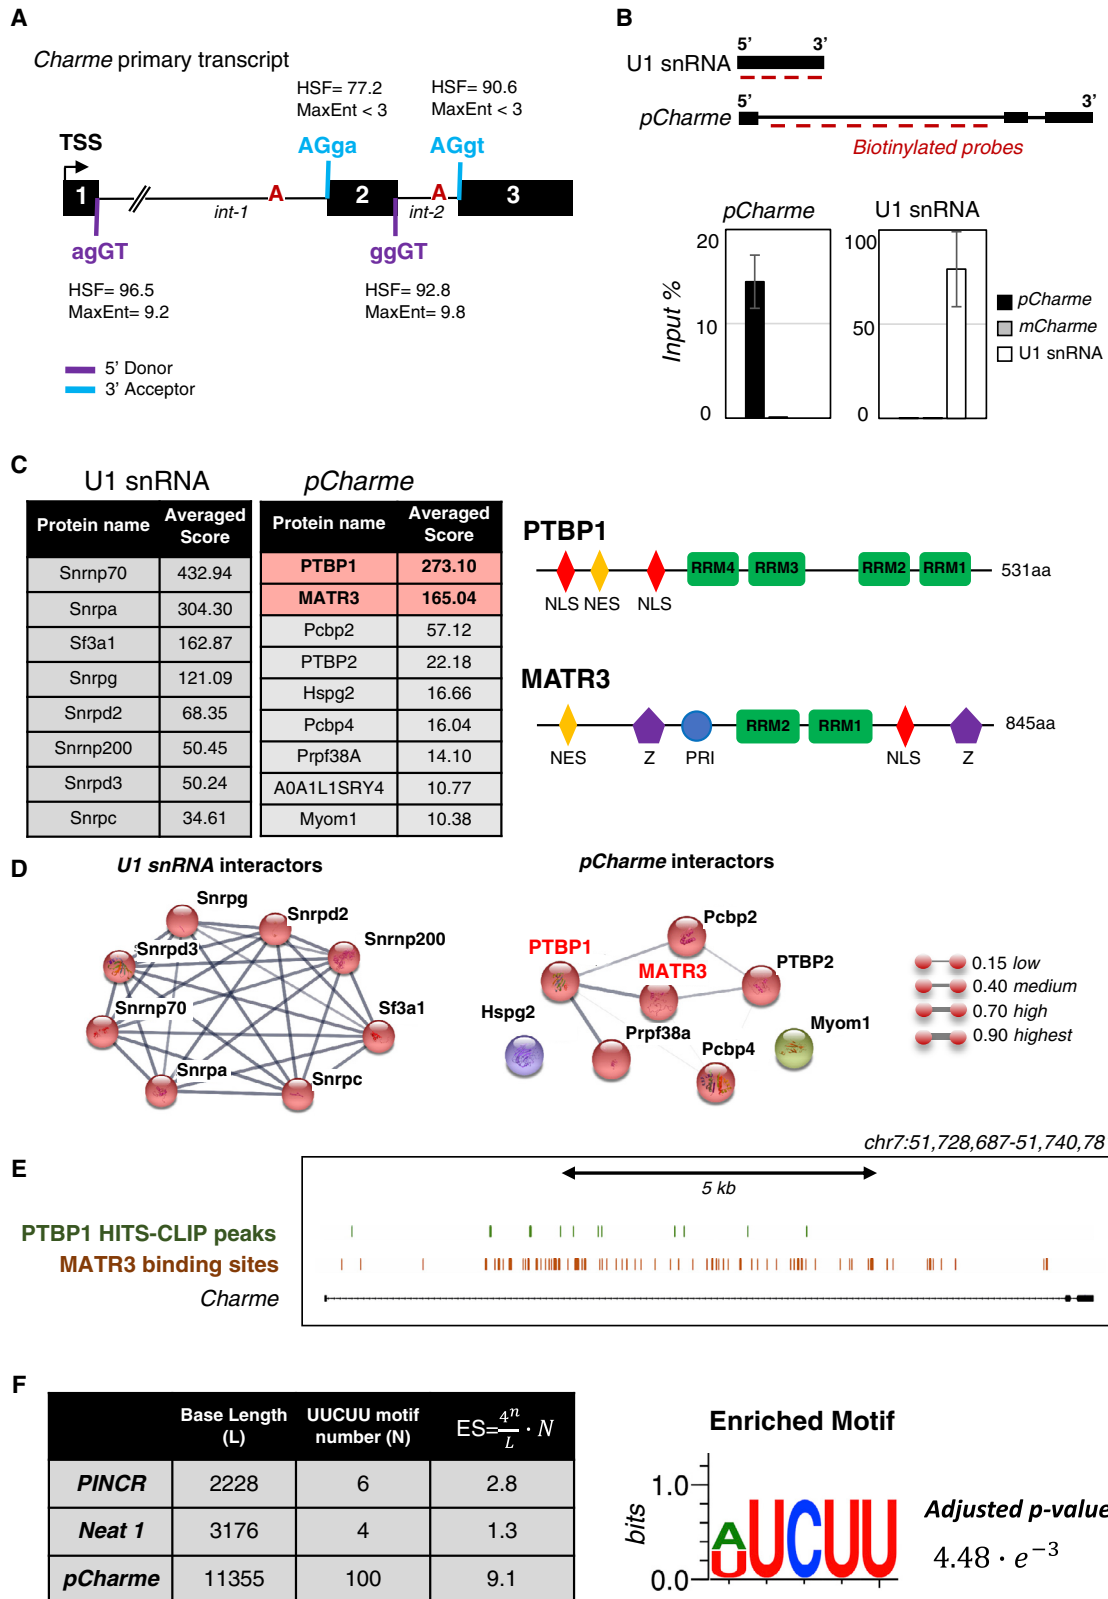 A
Charme primary transcript
HSF= 77.2
MaxEnt < 3
HSF= 90.6
MaxEnt < 3
TSS
AGga
AGgt
1
A
2
A
3
int-1
int-2
agGT
ggGT
HSF= 96.5
MaxEnt= 9.2
HSF= 92.8
MaxEnt= 9.8
5’ Donor
3’ Acceptor
B
5’ 3’
U1 snRNA
5’ 3’
pCharme
Biotinylated probes
pCharme
U1 snRNA
Input %
20
10
0
100
50
0
pCharme
mCharme
U1 snRNA
C
U1 snRNA
Protein name Averaged Score
Snrnp70 432.94
Snrpa 304.30
Sf3a1 162.87
Snrpg 121.09
Snrpd2 68.35
Snrnp200 50.45
Snrpd3 50.24
Snrpc 34.61
pCharme
Protein name Averaged Score
PTBP1 273.10
MATR3 165.04
Pcbp2 57.12
PTBP2 22.18
Hspg2 16.66
Pcbp4 16.04
Prpf38A 14.10
A0A1L1SRY4 10.77
Myom1 10.38
PTBP1
RRM4 RRM3 RRM2 RRM1 531aa
NLS NES NLS
MATR3
RRM2 RRM1 845aa
NES Z PRI NLS Z
D
U1 snRNA interactors
Snrpg
Snrpd2
Snrpd3
Snrnp200
Snrnp70
Sf3a1
Snrpa
Snrpc
pCharme interactors
Pcbp2
PTBP1
MATR3
PTBP2
Hspg2
Prpf38a
Myom1
Pcbp4
0.15 low
0.40 medium
0.70 high
0.90 highest
E
chr7:51,728,687-51,740,78
5 kb
PTBP1 HITS-CLIP peaks
MATR3 binding sites
Charme
F
Base Length (L) UUCUU motif number (N) ES=4ⁿ/L · N
PINCR 2228 6 2.8
Neat 1 3176 4 1.3
pCharme 11355 100 9.1
Enriched Motif
bits
1.0
0.0
A
UUCUU
Adjusted p-value
4.48 · e⁻³